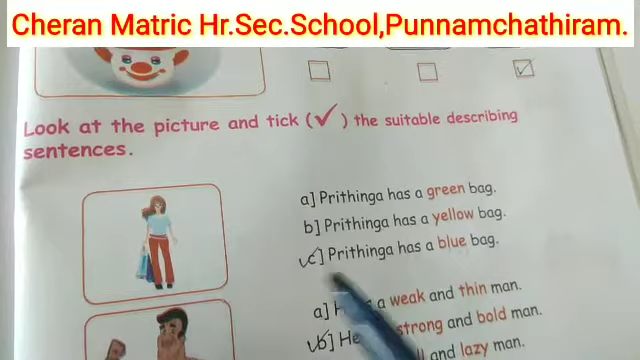 Cheran Matric Hr.Sec.School,Punnamchathiram.
Look at the picture and tick (✓) the suitable describing
sentences.
a] Prithinga has a green bag.
b] Prithinga has a yellow bag.
c] Prithinga has a blue bag.
a] a weak and thin man.
b] He strong and bold man.
and lazy man.